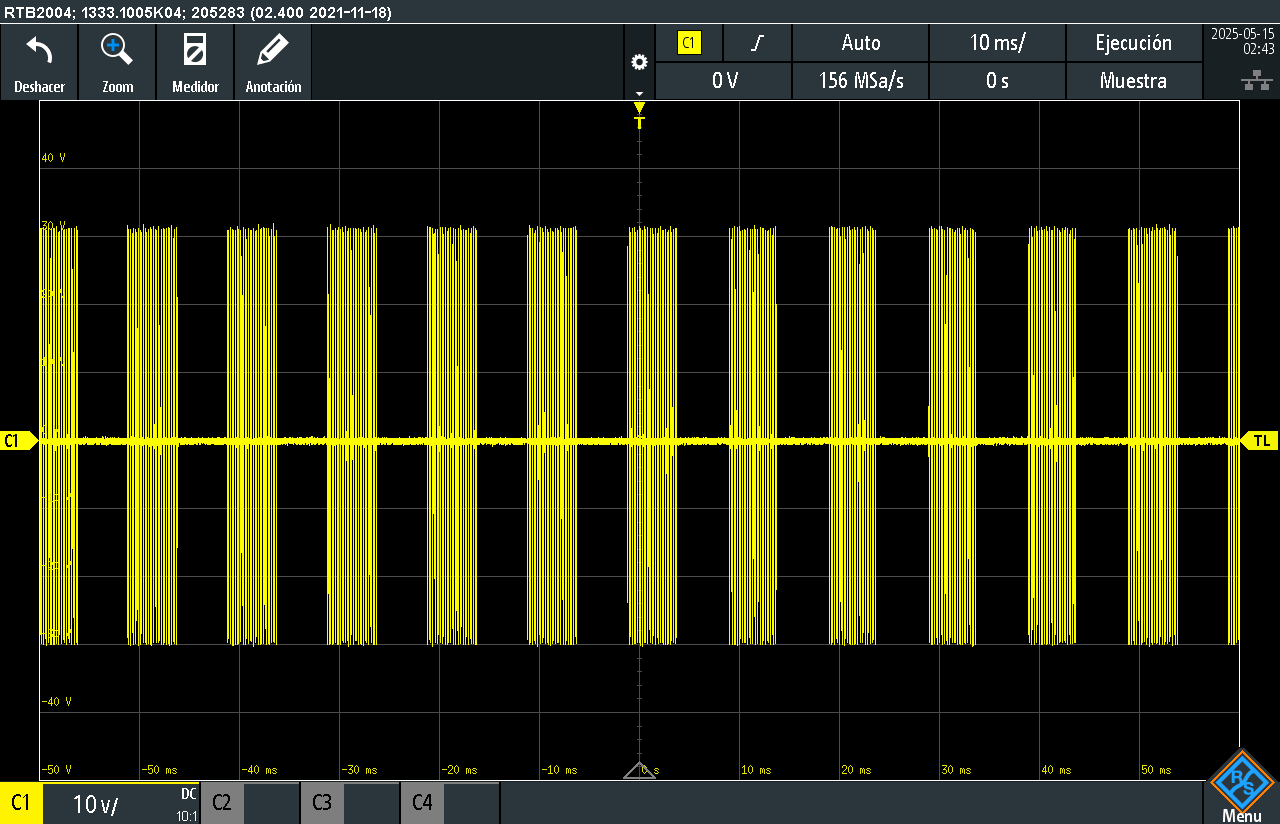 RTB2004; 1333.1005K04; 205283 (02.400 2021-11-18)
Deshacer
Zoom
Medidor
Anotación
C1
Auto
10 ms/
Ejecución
0 V
156 MSa/s
0 s
Muestra
2025-05-15
02:43
T
40 V
30 V
C1
TL
-40 V
-50 V
-50 ms
-40 ms
-30 ms
-20 ms
-10 ms
0 s
10 ms
20 ms
30 ms
40 ms
50 ms
C1
10 V/
DC
10:1
C2
C3
C4
R
S
Menu